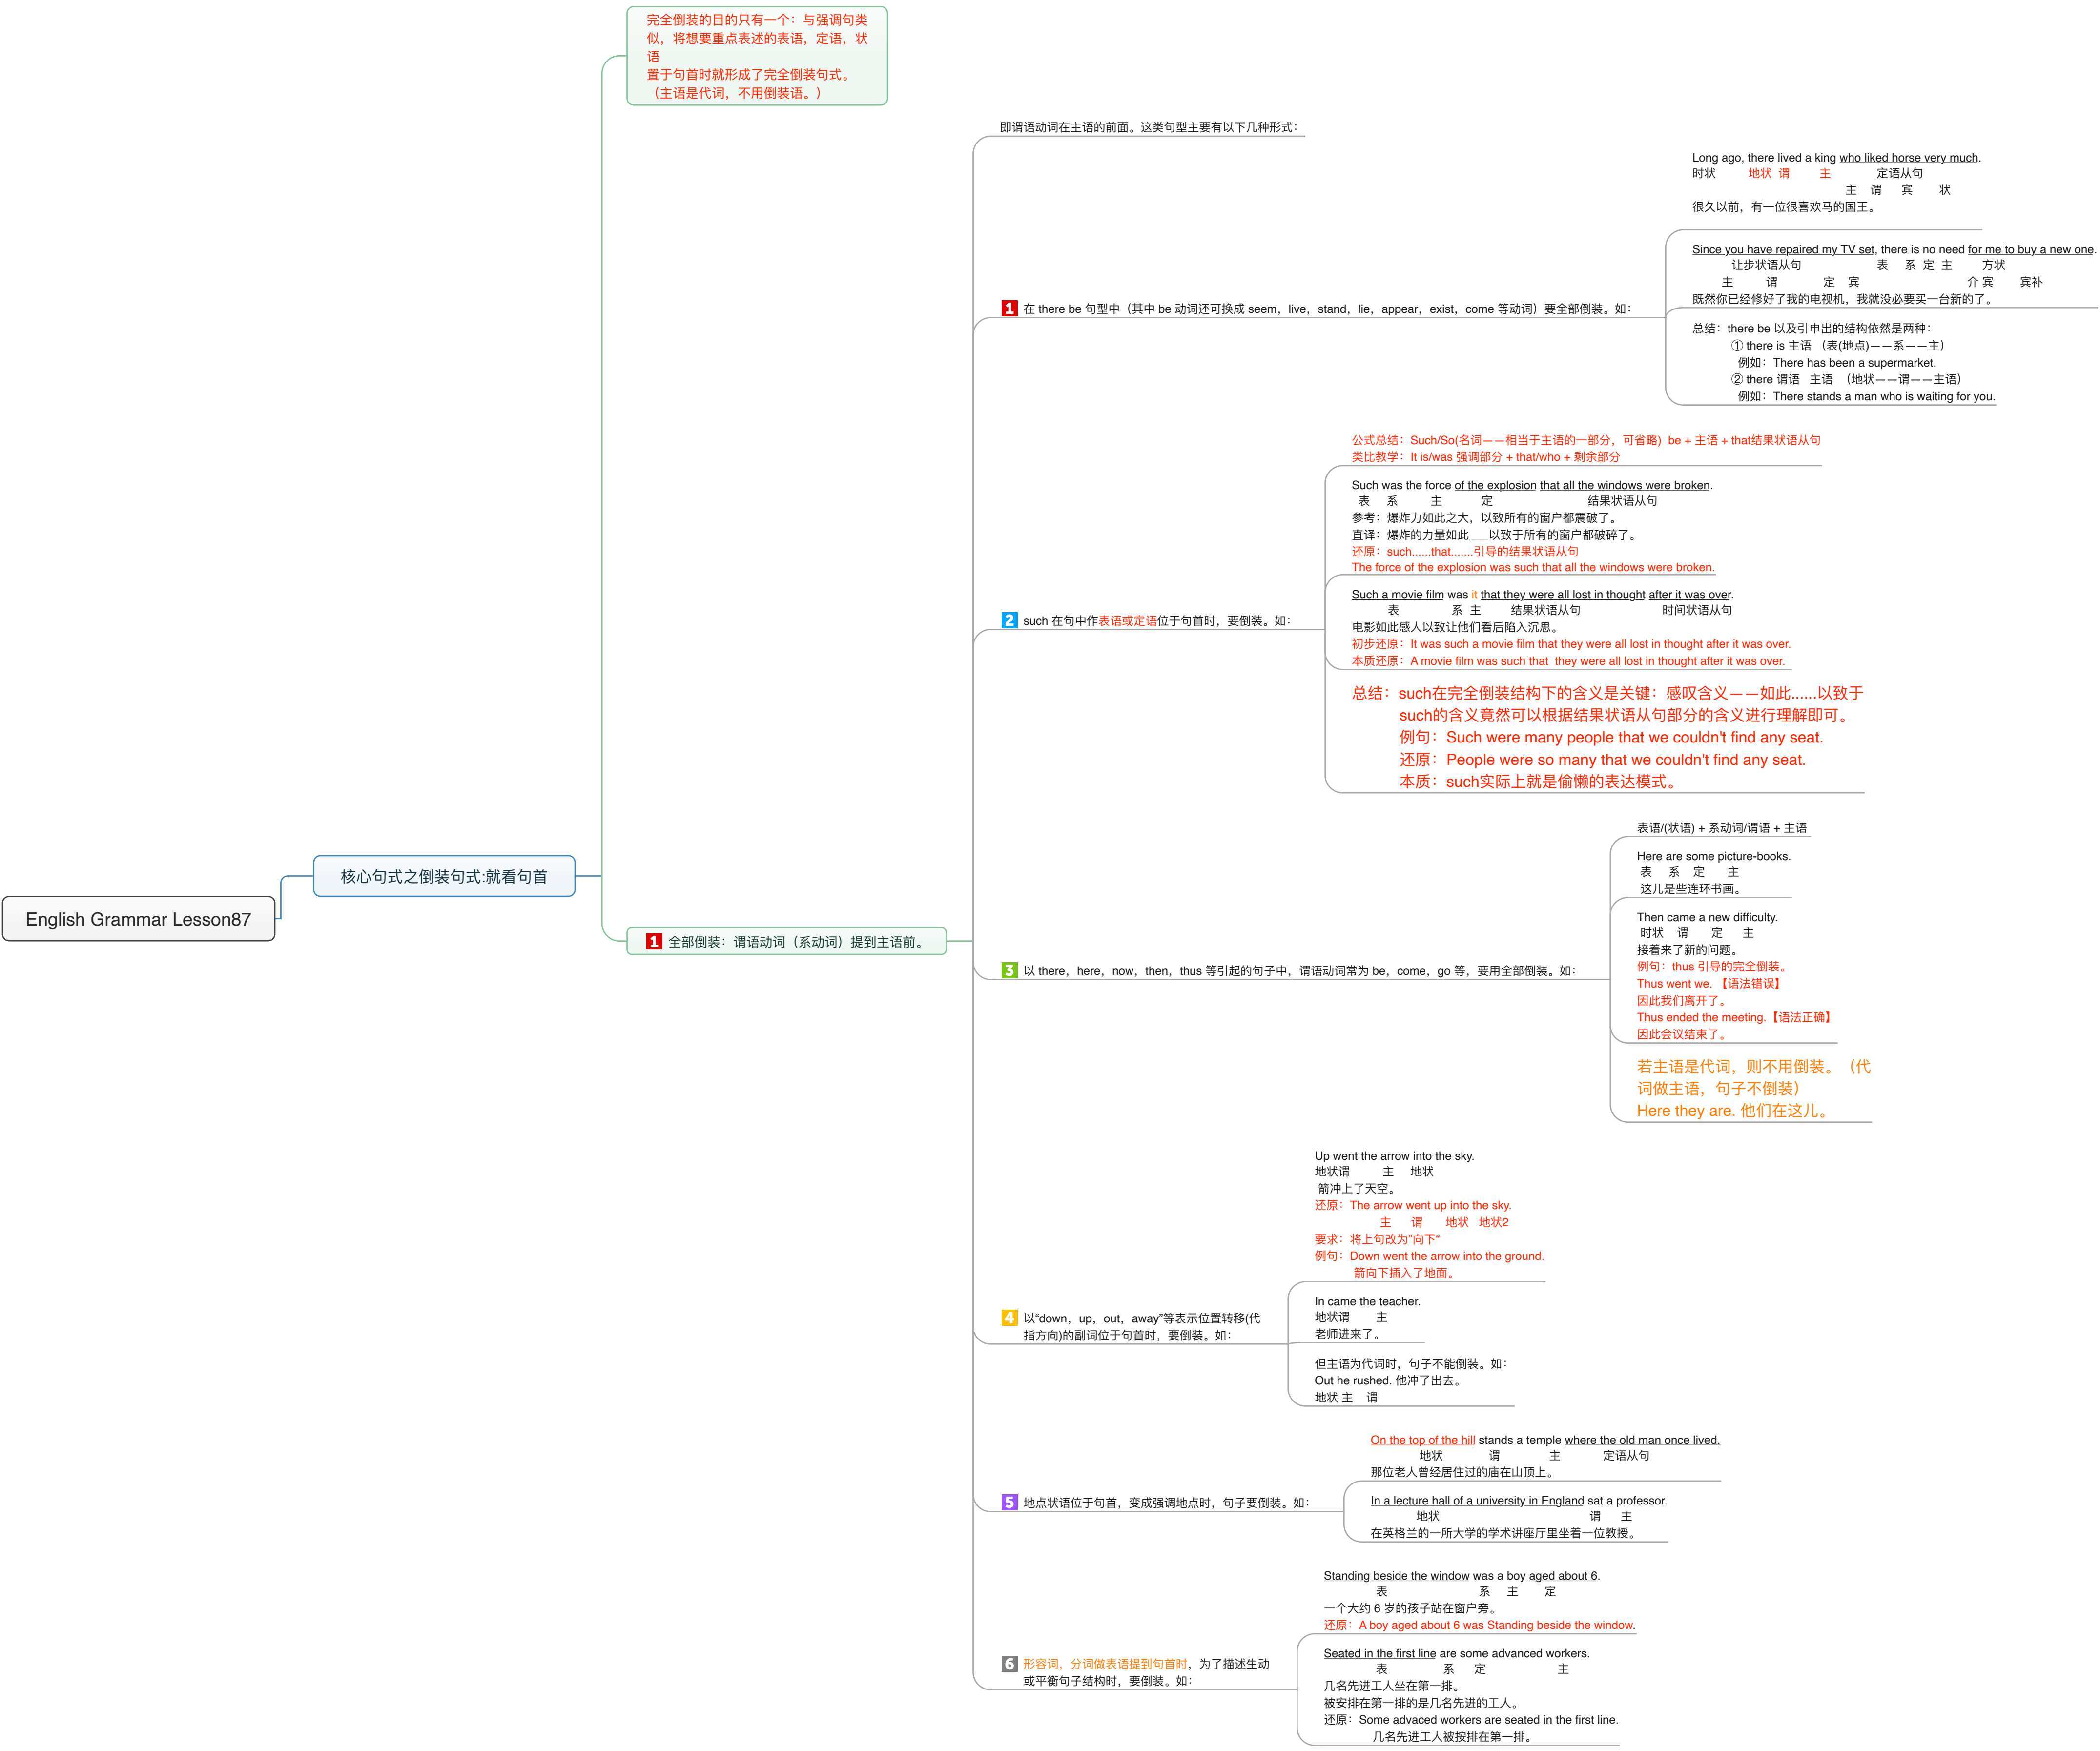 English Grammar Lesson87
核心句式之倒装句式:就看句首
完全倒装的目的只有一个：与强调句类
似，将想要重点表述的表语，定语，状
语
置于句首时就形成了完全倒装句式。
（主语是代词，不用倒装语。）
1 全部倒装：谓语动词（系动词）提到主语前。
即谓语动词在主语的前面。这类句型主要有以下几种形式：
1 在 there be 句型中（其中 be 动词还可换成 seem，live，stand，lie，appear，exist，come 等动词）要全部倒装。如：
Long ago, there lived a king who liked horse very much.
时状 地状 谓 主 定语从句
主 谓 宾 状
很久以前，有一位很喜欢马的国王。
Since you have repaired my TV set, there is no need for me to buy a new one.
让步状语从句 表 系 定 主 方状
主 谓 定 宾 介 宾 宾补
既然你已经修好了我的电视机，我就没必要买一台新的了。
总结：there be 以及引申出的结构依然是两种：
① there is 主语 （表(地点)——系——主）
例如：There has been a supermarket.
② there 谓语 主语 （地状——谓——主语）
例如：There stands a man who is waiting for you.
2 such 在句中作表语或定语位于句首时，要倒装。如：
公式总结：Such/So(名词——相当于主语的一部分，可省略) be + 主语 + that结果状语从句
类比教学：It is/was 强调部分 + that/who + 剩余部分
Such was the force of the explosion that all the windows were broken.
表 系 主 定 结果状语从句
参考：爆炸力如此之大，以致所有的窗户都震破了。
直译：爆炸的力量如此___以致于所有的窗户都破碎了。
还原：such......that.......引导的结果状语从句
The force of the explosion was such that all the windows were broken.
Such a movie film was it that they were all lost in thought after it was over.
表 系 主 结果状语从句 时间状语从句
电影如此感人以致让他们看后陷入沉思。
初步还原：It was such a movie film that they were all lost in thought after it was over.
本质还原：A movie film was such that they were all lost in thought after it was over.
总结：such在完全倒装结构下的含义是关键：感叹含义——如此......以致于
such的含义竟然可以根据结果状语从句部分的含义进行理解即可。
例句：Such were many people that we couldn't find any seat.
还原：People were so many that we couldn't find any seat.
本质：such实际上就是偷懒的表达模式。
3 以 there，here，now，then，thus 等引起的句子中，谓语动词常为 be，come，go 等，要用全部倒装。如：
表语/(状语) + 系动词/谓语 + 主语
Here are some picture-books.
表 系 定 主
这儿是些连环书画。
Then came a new difficulty.
时状 谓 定 主
接着来了新的问题。
例句：thus 引导的完全倒装。
Thus went we. 【语法错误】
因此我们离开了。
Thus ended the meeting.【语法正确】
因此会议结束了。
若主语是代词，则不用倒装。（代
词做主语，句子不倒装）
Here they are. 他们在这儿。
4 以“down，up，out，away”等表示位置转移(代
指方向)的副词位于句首时，要倒装。如：
Up went the arrow into the sky.
地状谓 主 地状
箭冲上了天空。
还原：The arrow went up into the sky.
主 谓 地状 地状2
要求：将上句改为”向下“
例句：Down went the arrow into the ground.
箭向下插入了地面。
In came the teacher.
地状谓 主
老师进来了。
但主语为代词时，句子不能倒装。如：
Out he rushed. 他冲了出去。
地状 主 谓
5 地点状语位于句首，变成强调地点时，句子要倒装。如：
On the top of the hill stands a temple where the old man once lived.
地状 谓 主 定语从句
那位老人曾经居住过的庙在山顶上。
In a lecture hall of a university in England sat a professor.
地状 谓 主
在英格兰的一所大学的学术讲座厅里坐着一位教授。
6 形容词，分词做表语提到句首时，为了描述生动
或平衡句子结构时，要倒装。如：
Standing beside the window was a boy aged about 6.
表 系 主 定
一个大约 6 岁的孩子站在窗户旁。
还原：A boy aged about 6 was Standing beside the window.
Seated in the first line are some advanced workers.
表 系 定 主
几名先进工人坐在第一排。
被安排在第一排的是几名先进的工人。
还原：Some advaced workers are seated in the first line.
几名先进工人被按排在第一排。